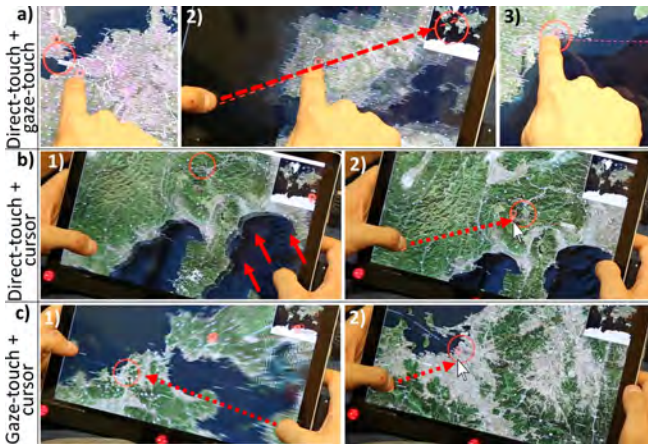 a)
Direct-touch +
gaze-touch
1)
2)
3)
b)
Direct-touch +
cursor
1)
2)
c)
Gaze-touch +
cursor
1)
2)